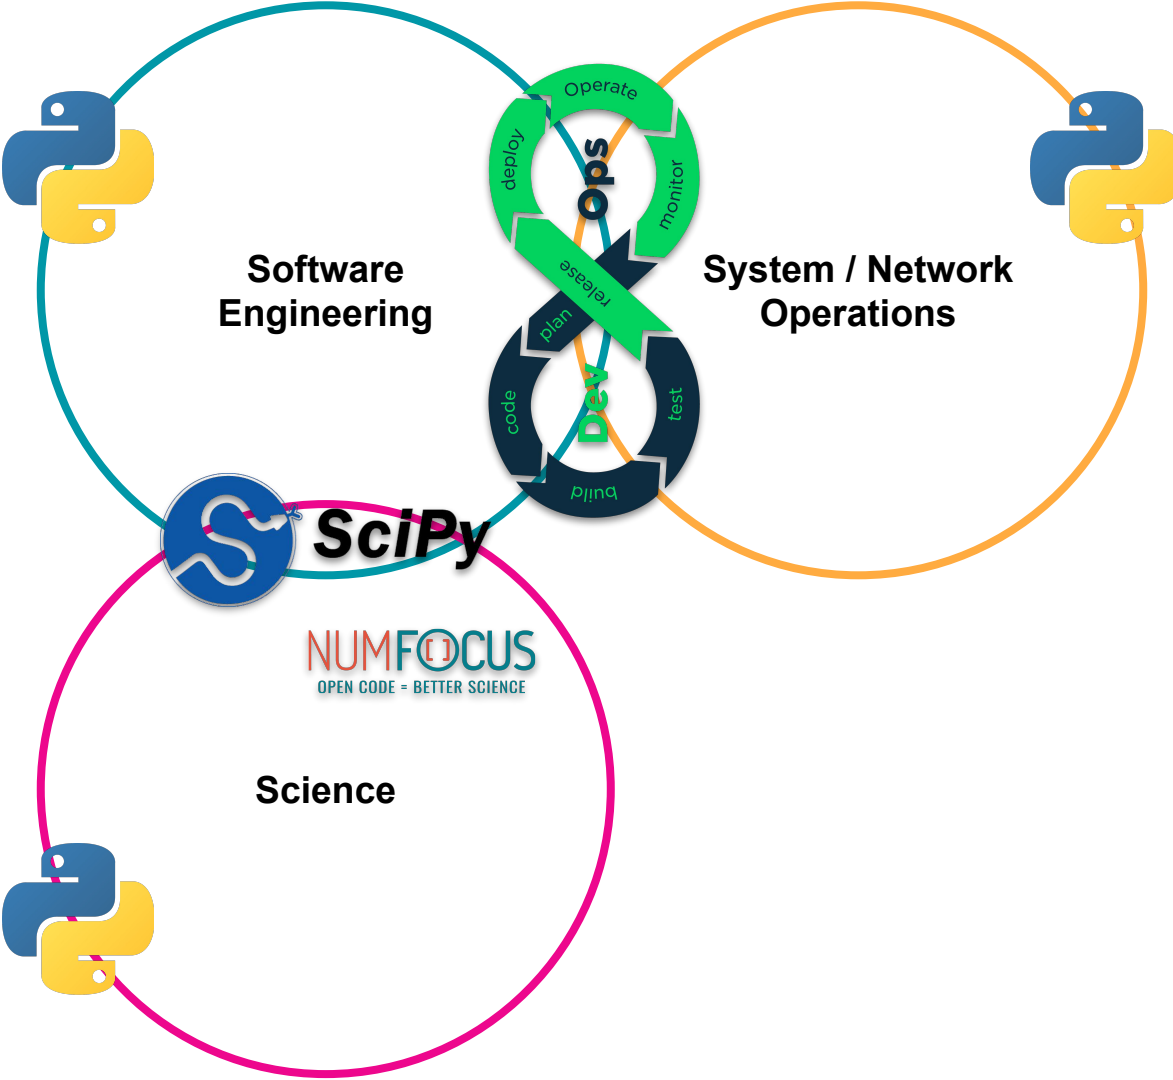 Operate
deploy
Ops
monitor
Software
Engineering
System / Network
Operations
release
plan
code
Dev
test
build
SciPy
NUMFOCUS
OPEN CODE = BETTER SCIENCE
Science